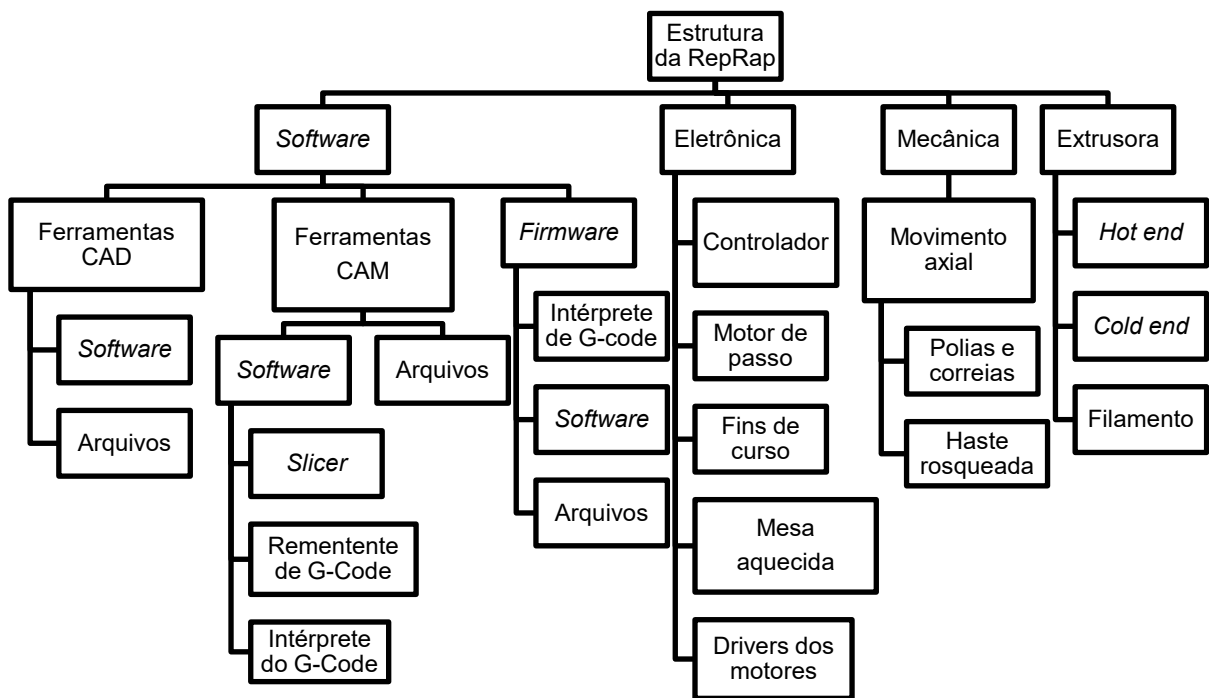 Estrutura
da RepRap
Software
Eletrônica
Mecânica
Extrusora
Ferramentas
CAD
Ferramentas
CAM
Firmware
Software
Arquivos
Software
Arquivos
Slicer
Rementente
de G-Code
Intérprete
do G-Code
Intérprete
de G-code
Software
Arquivos
Controlador
Motor de
passo
Fins de
curso
Mesa
aquecida
Drivers dos
motores
Movimento
axial
Polias e
correias
Haste
rosqueada
Hot end
Cold end
Filamento